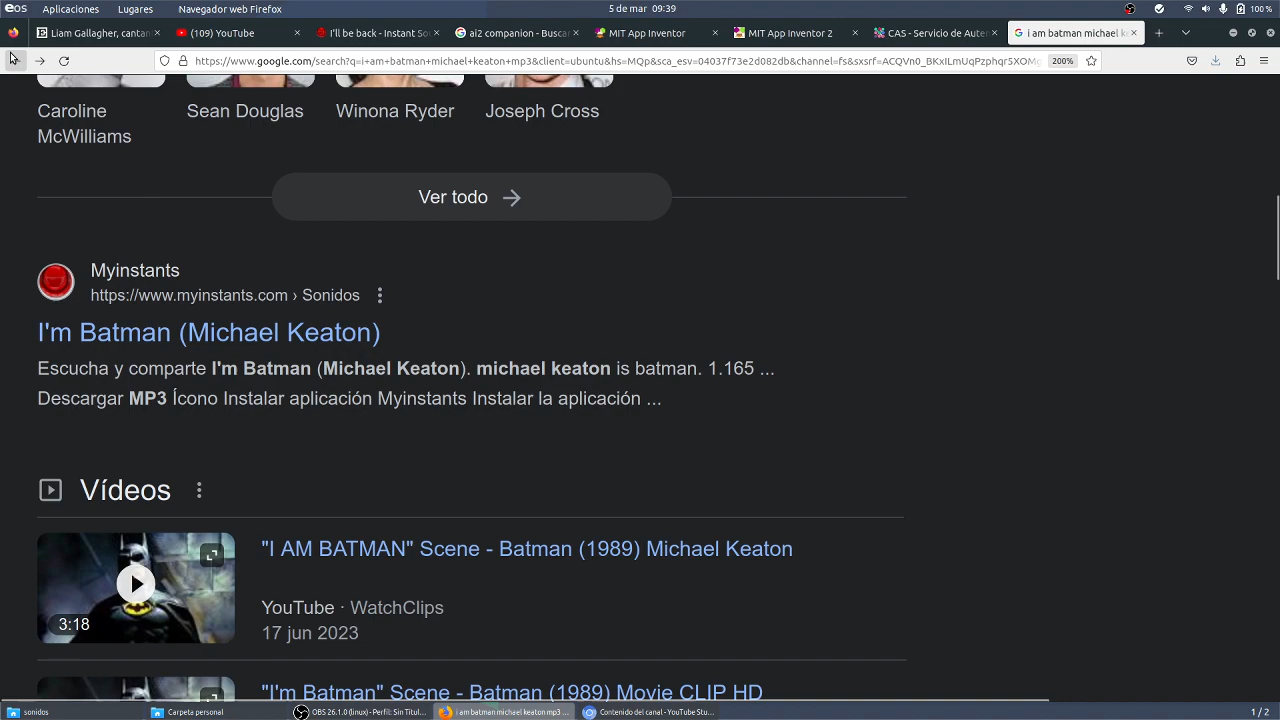 eos Aplicaciones Lugares Navegador web Firefox 5 de mar 09:39 100 %
Liam Gallagher, cantan (109) YouTube I'll be back - Instant So ai2 companion - Buscar MIT App Inventor MIT App Inventor 2 CAS - Servicio de Auten i am batman michael ke
https://www.google.com/search?q=i+am+batman+michael+keaton+mp3&client=ubuntu&hs=MQp&sca_esv=04037f73e2d082db&channel=fs&sxsrf= 200%
Caroline McWilliams
Sean Douglas
Winona Ryder
Joseph Cross
Ver todo
Myinstants
https://www.myinstants.com › Sonidos
I'm Batman (Michael Keaton)
Escucha y comparte I'm Batman (Michael Keaton). michael keaton is batman. 1.165 ...
Descargar MP3 Ícono Instalar aplicación Myinstants Instalar la aplicación ...
Vídeos
"I AM BATMAN" Scene - Batman (1989) Michael Keaton
3:18
YouTube · WatchClips
17 jun 2023
"I'm Batman" Scene - Batman (1989) Movie CLIP HD
sonidos Carpeta personal OBS 26.1.0 (linux) - Perfil: Sin Titul... i am batman michael keaton mp3 ... Contenido del canal - YouTube Stu... 1 / 2